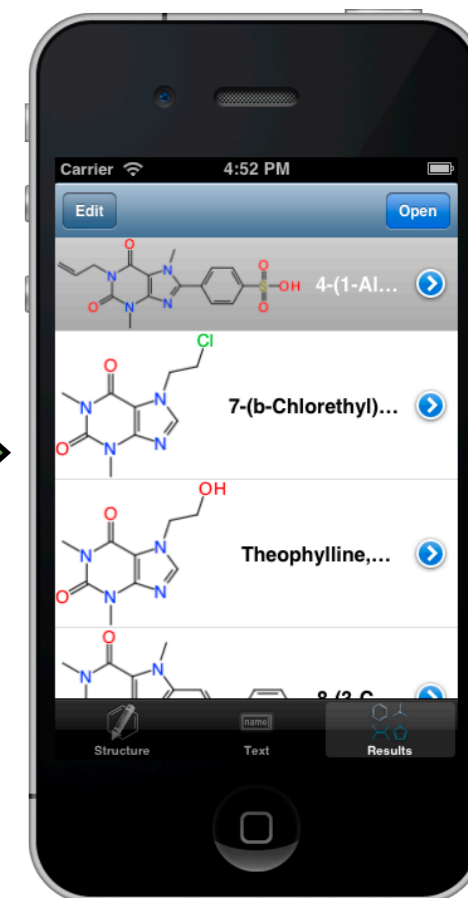 Carrier 4:52 PM
Edit Open
O N N O N N S O O OH 4-(1-Al...
Cl O N N O N N 7-(b-Chlorethyl)...
OH O N N O N N Theophylline,...
O N N
name
Structure Text Results